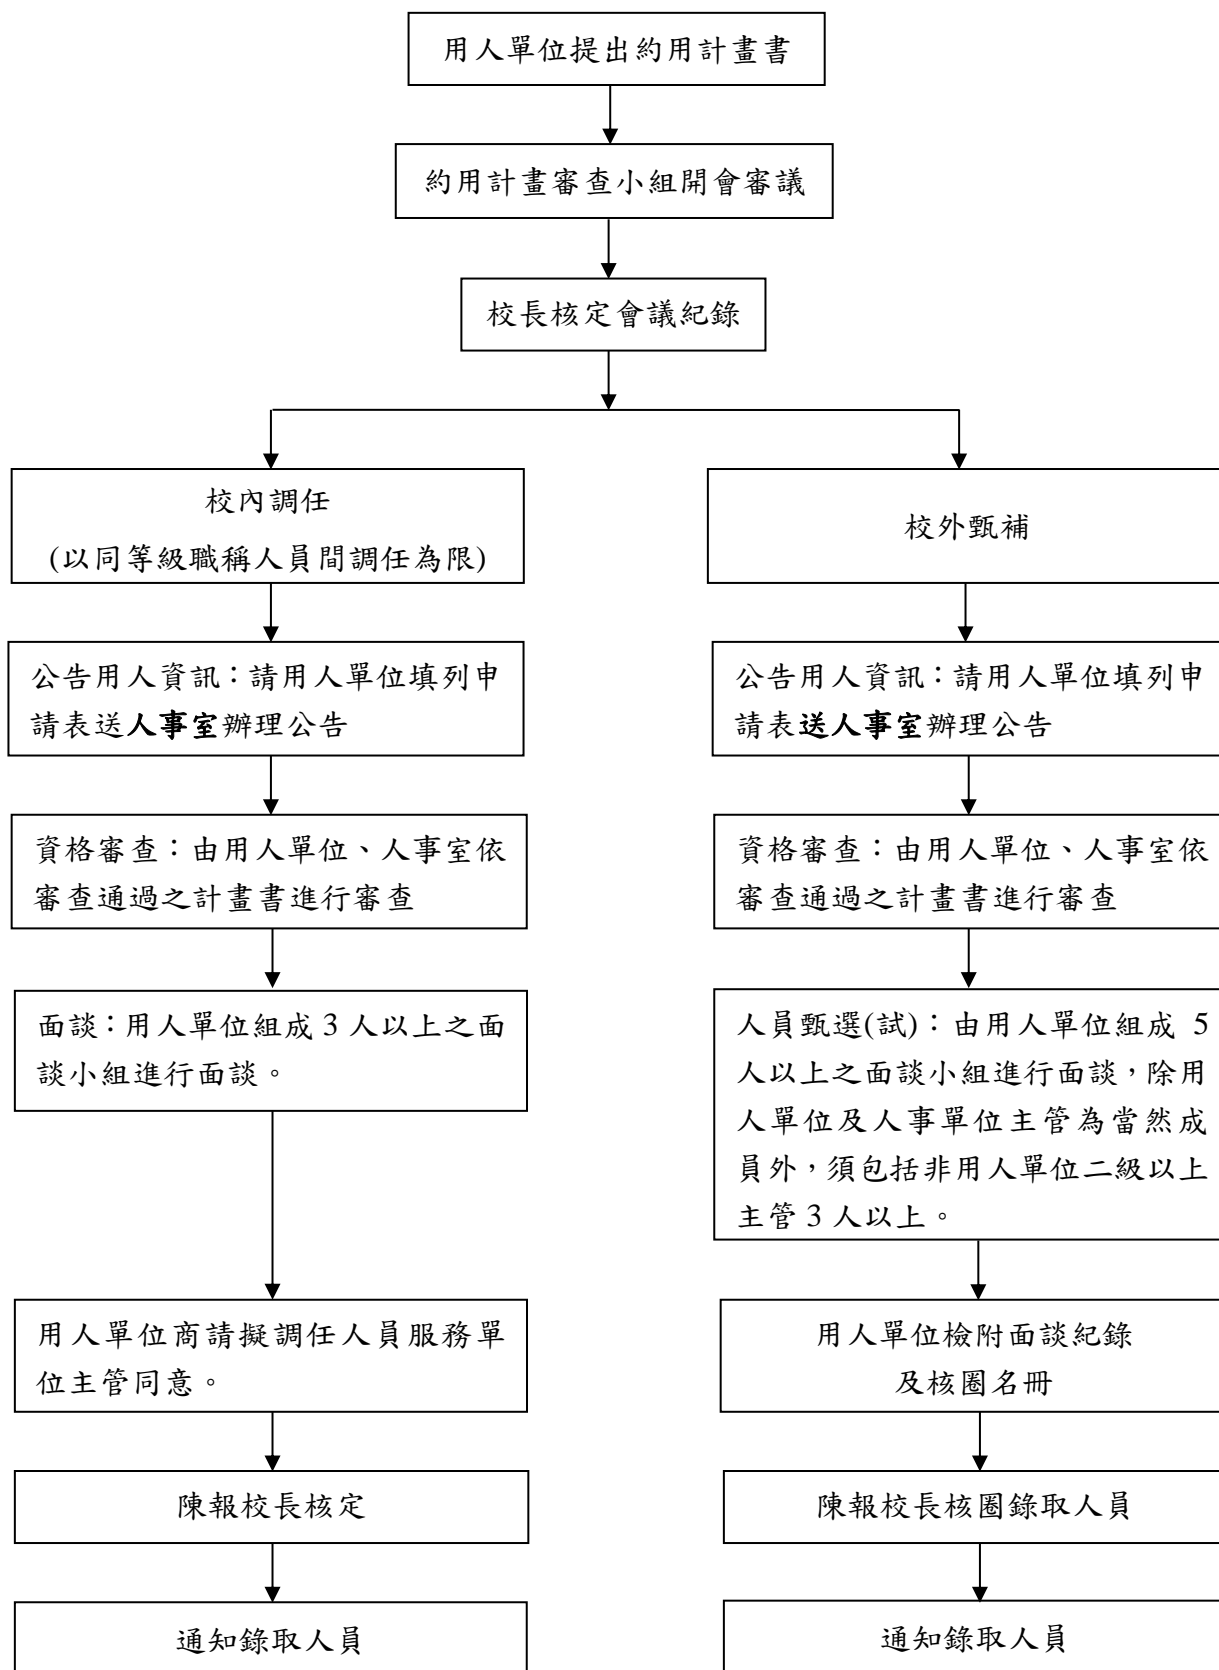 用人單位提出約用計畫書
約用計畫審查小組開會審議
校長核定會議紀錄
校內調任
(以同等級職稱人員間調任為限)
公告用人資訊：請用人單位填列申
請表送人事室辦理公告
資格審查：由用人單位、人事室依
審查通過之計畫書進行審查
面談：用人單位組成 3 人以上之面
談小組進行面談。
用人單位商請擬調任人員服務單
位主管同意。
陳報校長核定
通知錄取人員
校外甄補
公告用人資訊：請用人單位填列申
請表送人事室辦理公告
資格審查：由用人單位、人事室依
審查通過之計畫書進行審查
人員甄選(試)：由用人單位組成 5
人以上之面談小組進行面談，除用
人單位及人事單位主管為當然成
員外，須包括非用人單位二級以上
主管 3 人以上。
用人單位檢附面談紀錄
及核圈名冊
陳報校長核圈錄取人員
通知錄取人員